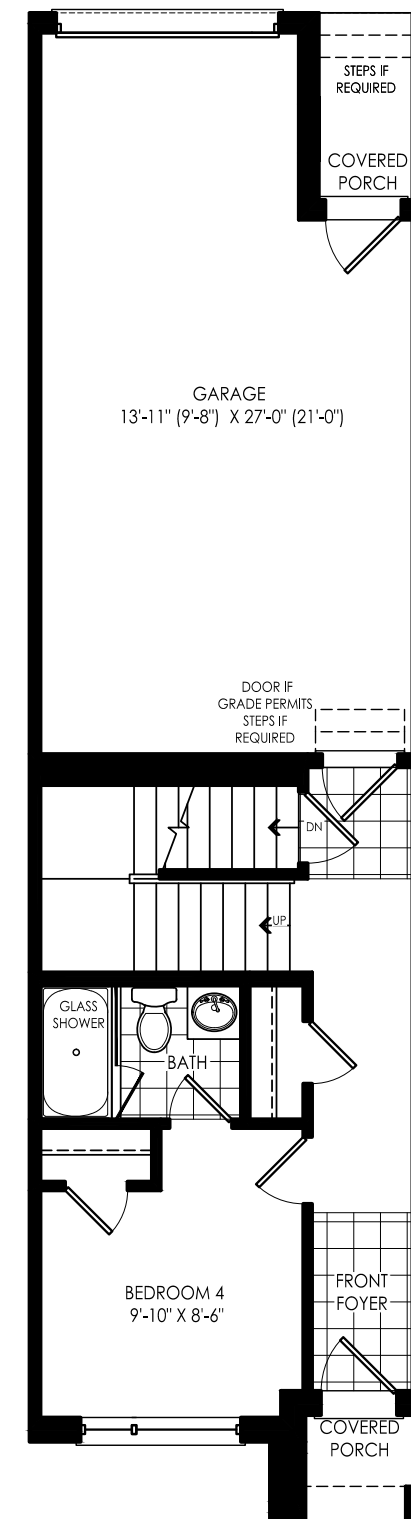 STEPS IF
REQUIRED
COVERED
PORCH
GARAGE
13'-11" (9'-8") X 27'-0" (21'-0")
DOOR IF
GRADE PERMITS
STEPS IF
REQUIRED
DN
UP
GLASS
SHOWER
BATH
BEDROOM 4
9'-10" X 8'-6"
FRONT
FOYER
COVERED
PORCH